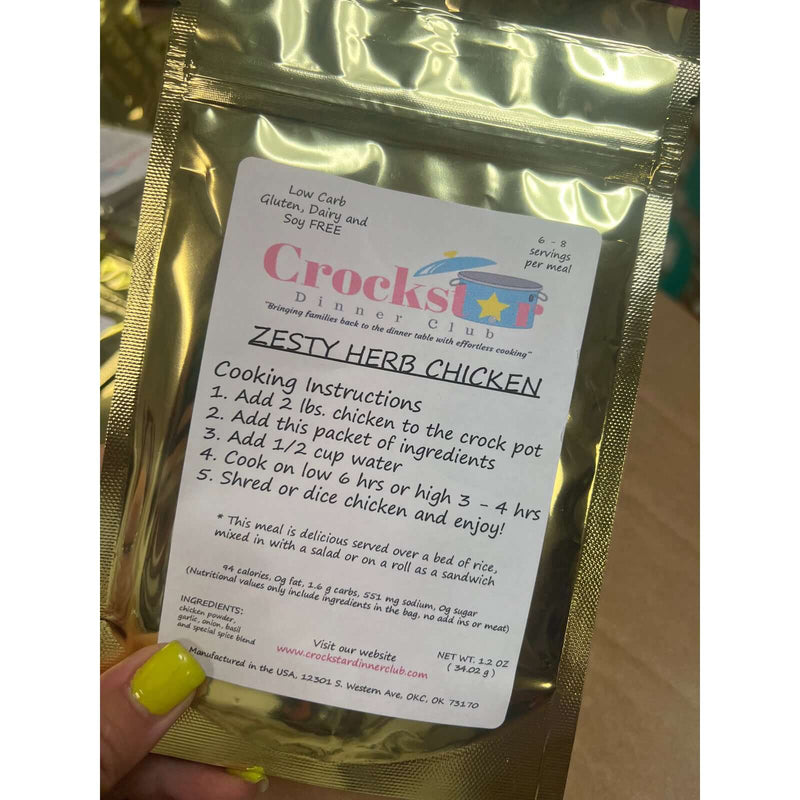 Low Carb
Gluten, Dairy and
Soy FREE
6 - 8
servings
per meal
Crockstar
Dinner Club
"Bringing families back to the dinner table with effortless cooking"
ZESTY HERB CHICKEN
Cooking Instructions
1. Add 2 lbs. chicken to the crock pot
2. Add this packet of ingredients
3. Add 1/2 cup water
4. Cook on low 6 hrs or high 3 - 4 hrs
5. Shred or dice chicken and enjoy!
* This meal is delicious served over a bed of rice,
mixed in with a salad or on a roll as a sandwich
94 calories, 0g fat, 1.6 g carbs, 551 mg sodium, 0g sugar
(Nutritional values only include ingredients in the bag, no add ins or meat)
INGREDIENTS:
chicken powder,
garlic, onion, basil
and special spice blend
Visit our website
www.crockstardinnerclub.com
NET WT. 1.2 OZ
( 34.02 g )
Manufactured in the USA, 12301 S. Western Ave, OKC, OK 73170